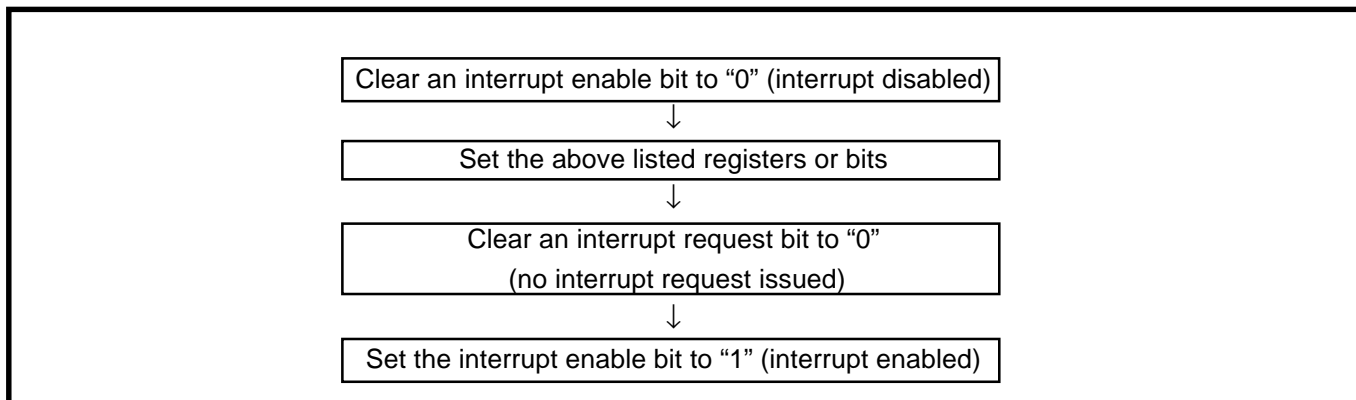 Clear an interrupt enable bit to “0” (interrupt disabled)
↓
Set the above listed registers or bits
↓
Clear an interrupt request bit to “0”
(no interrupt request issued)
↓
Set the interrupt enable bit to “1” (interrupt enabled)